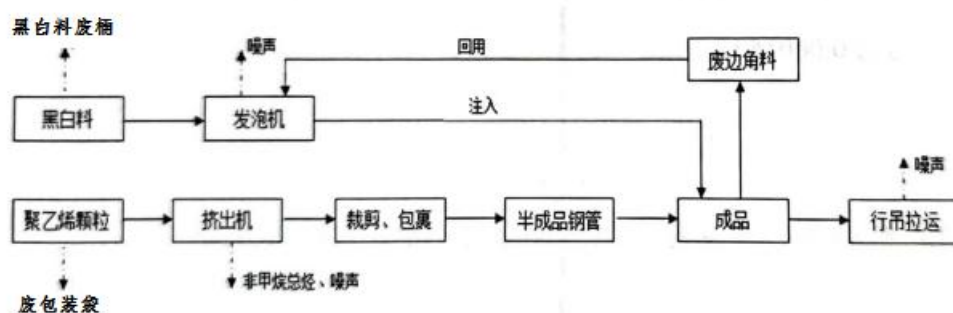 黑白料废桶
噪声
回用
废边角料
黑白料
发泡机
注入
噪声
聚乙烯颗粒
挤出机
裁剪、包裹
半成品钢管
成品
行吊拉运
非甲烷总烃、噪声
废包装袋